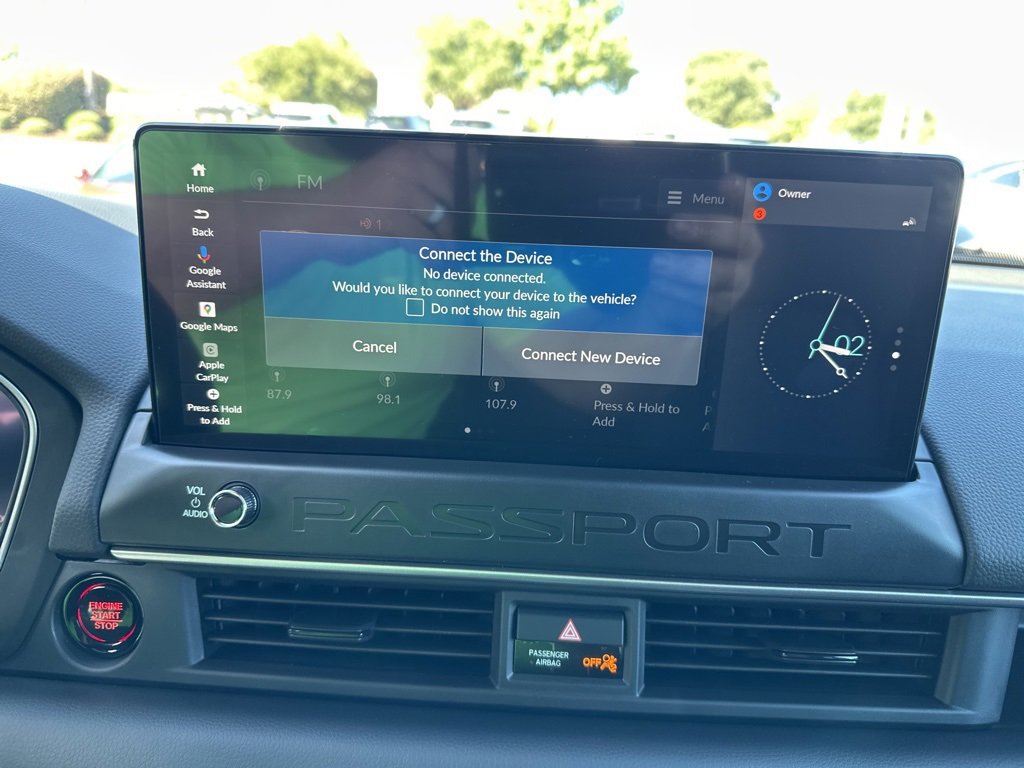 Home
Back
Google
Assistant
Google Maps
Apple
CarPlay
Press & Hold
to Add
FM
Menu
HD 1
Connect the Device
No device connected.
Would you like to connect your device to the vehicle?
Do not show this again
Cancel
Connect New Device
87.9
98.1
107.9
Press & Hold to
Add
P
A
Owner
3
02
VOL
AUDIO
PASSPORT
ENGINE
START
STOP
PASSENGER
AIRBAG
OFF